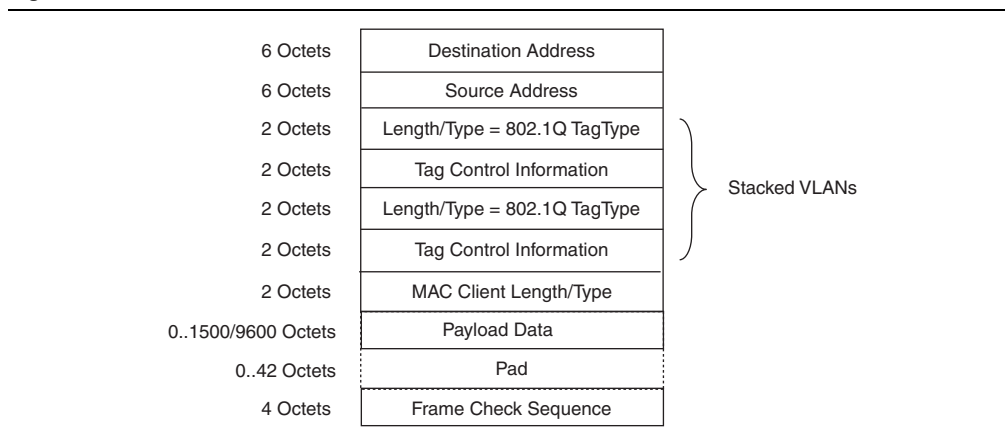 6 Octets Destination Address
6 Octets Source Address
2 Octets Length/Type = 802.1Q TagType
2 Octets Tag Control Information
Stacked VLANs
2 Octets Length/Type = 802.1Q TagType
2 Octets Tag Control Information
2 Octets MAC Client Length/Type
0..1500/9600 Octets Payload Data
0..42 Octets Pad
4 Octets Frame Check Sequence